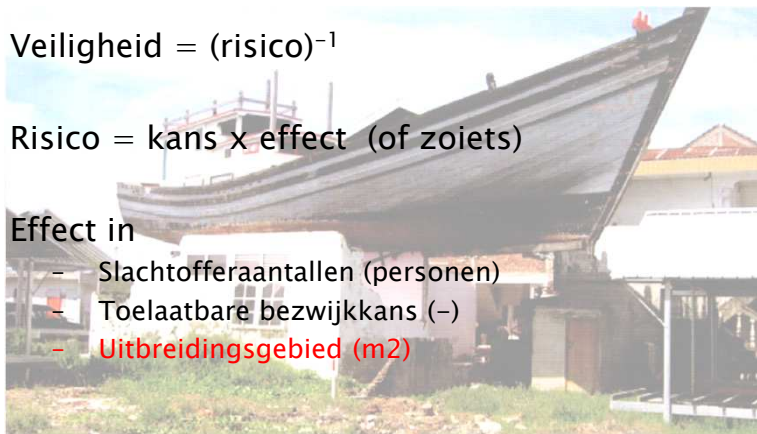 Veiligheid = (risico)⁻¹
Risico = kans x effect (of zoiets)
Effect in
- Slachtofferaantallen (personen)
- Toelaatbare bezwijkkans (-)
- Uitbreidingsgebied (m2)